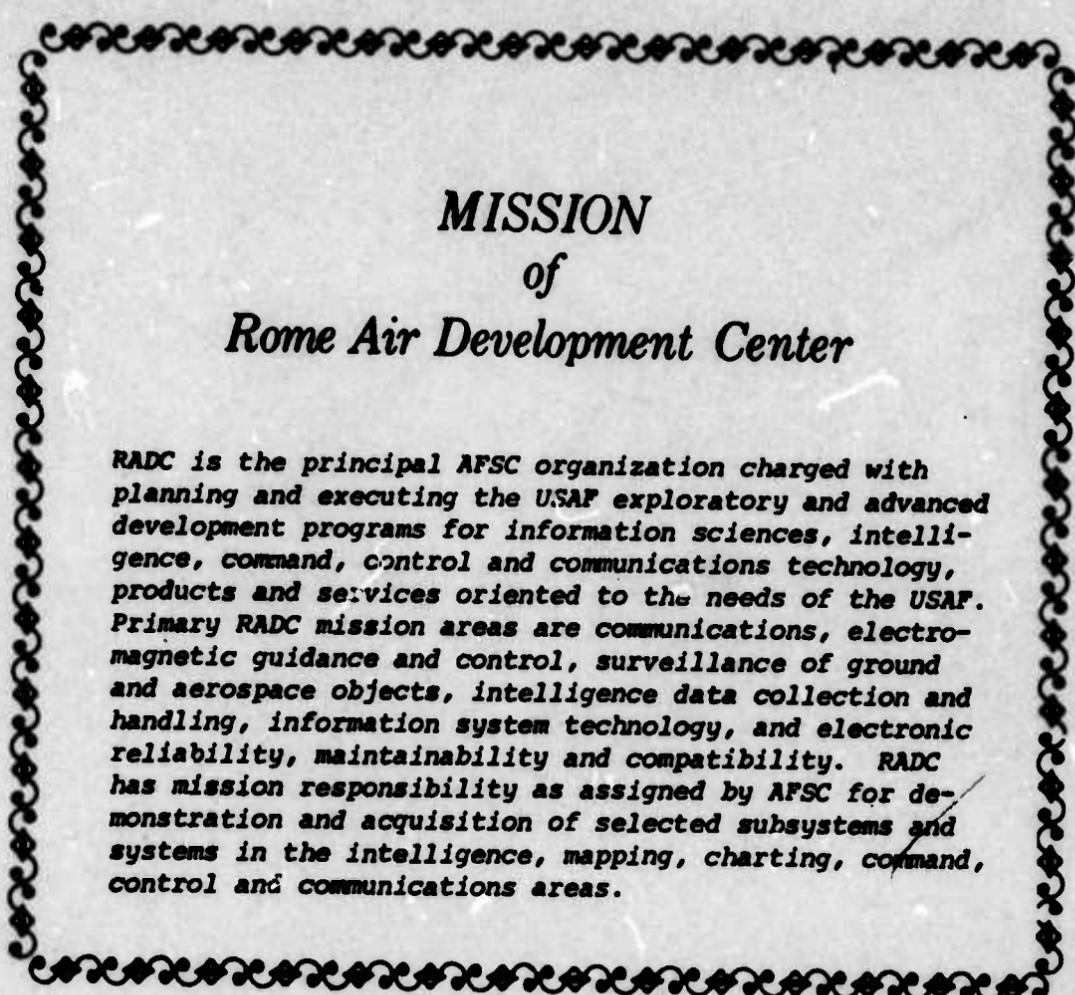 MISSION
of
Rome Air Development Center
RADC is the principal AFSC organization charged with
planning and executing the USAF exploratory and advanced
development programs for information sciences, intelli-
gence, command, control and communications technology,
products and services oriented to the needs of the USAF.
Primary RADC mission areas are communications, electro-
magnetic guidance and control, surveillance of ground
and aerospace objects, intelligence data collection and
handling, information system technology, and electronic
reliability, maintainability and compatibility. RADC
has mission responsibility as assigned by AFSC for de-
monstration and acquisition of selected subsystems and
systems in the intelligence, mapping, charting, command,
control and communications areas.